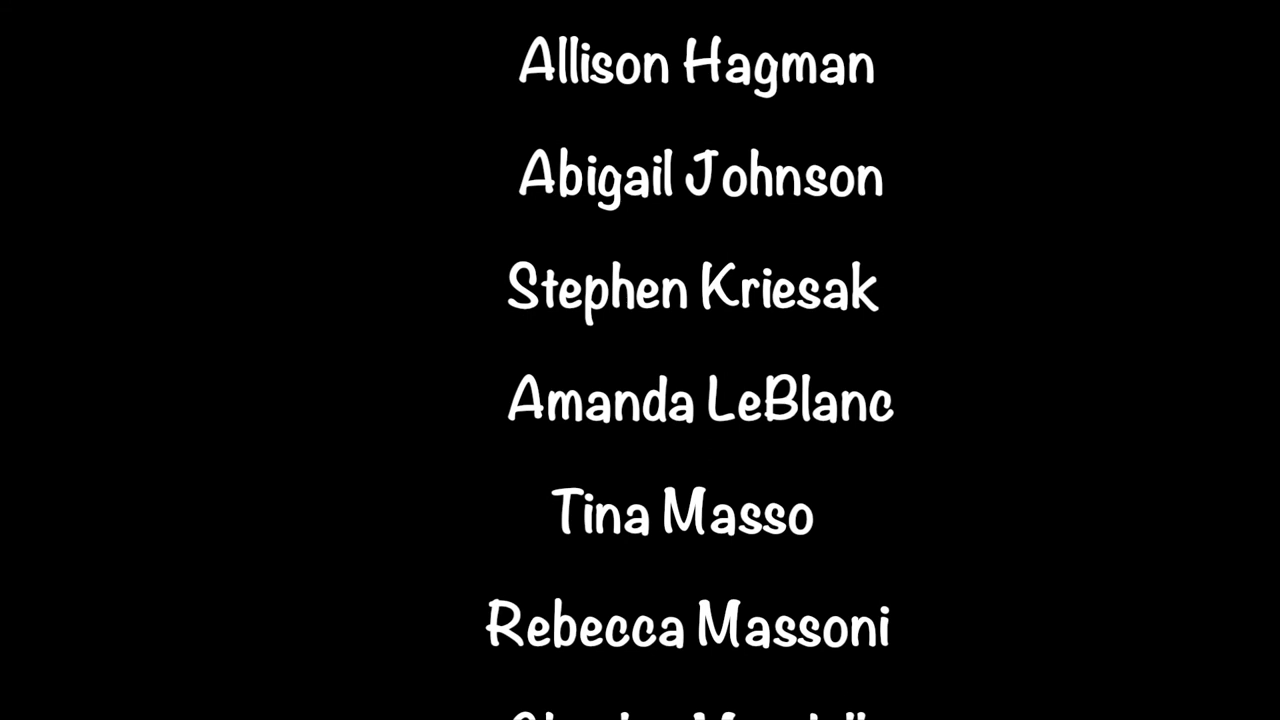 Allison Hagman
Abigail Johnson
Stephen Kriesak
Amanda LeBlanc
Tina Masso
Rebecca Massoni